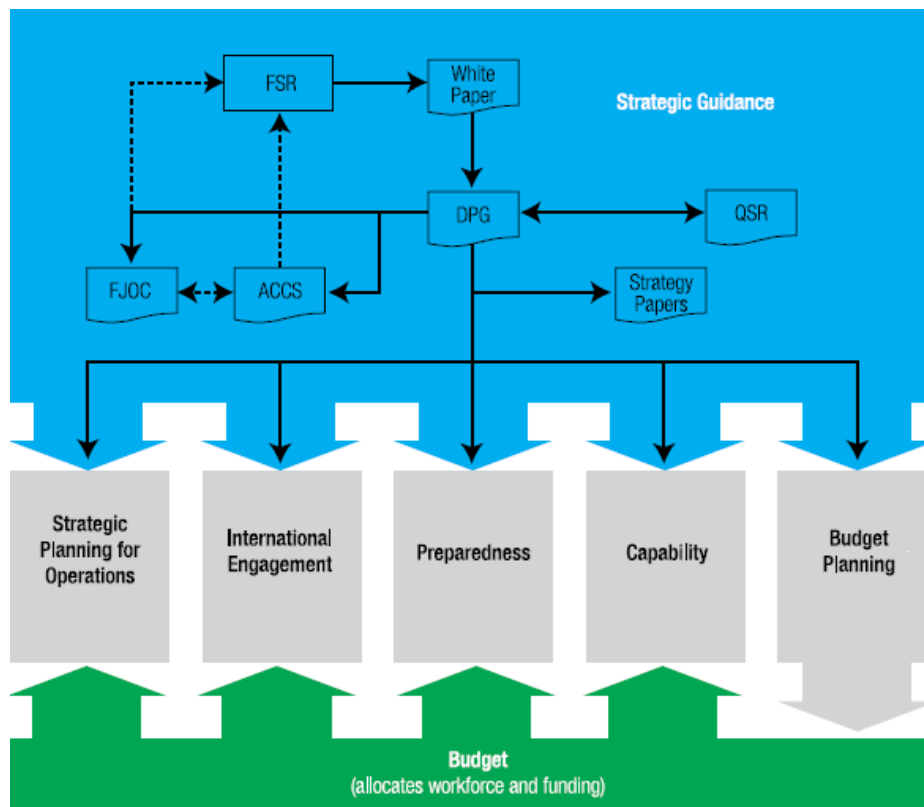 FSR
White
Paper
Strategic Guidance
DPG
QSR
FJOC
ACCS
Strategy
Papers
Strategic
Planning for
Operations
International
Engagement
Preparedness
Capability
Budget
Planning
Budget
(allocates workforce and funding)